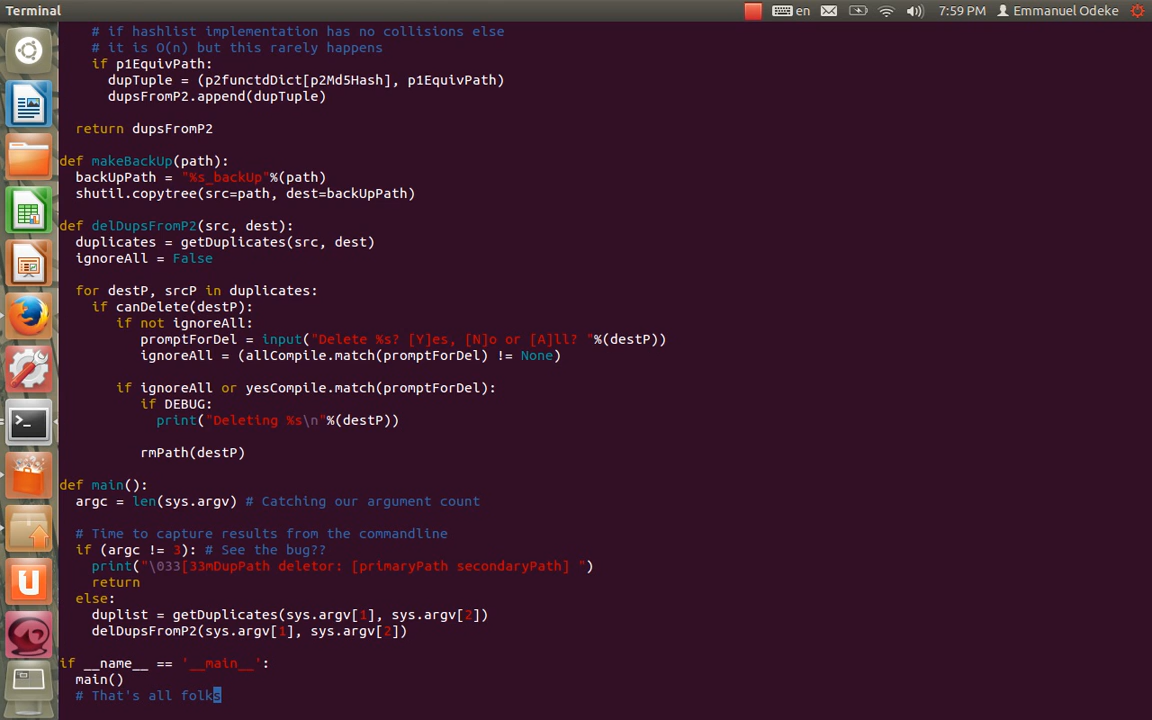 Terminal
en
7:59 PM
Emmanuel Odeke
# if hashlist implementation has no collisions else
# it is O(n) but this rarely happens
if p1EquivPath:
dupTuple = (p2functdDict[p2Md5Hash], p1EquivPath)
dupsFromP2.append(dupTuple)
return dupsFromP2
def makeBackUp(path):
backUpPath = "%s_backUp"%(path)
shutil.copytree(src=path, dest=backUpPath)
def delDupsFromP2(src, dest):
duplicates = getDuplicates(src, dest)
ignoreAll = False
for destP, srcP in duplicates:
if canDelete(destP):
if not ignoreAll:
promptForDel = input("Delete %s? [Y]es, [N]o or [A]ll? "%(destP))
ignoreAll = (allCompile.match(promptForDel) != None)
if ignoreAll or yesCompile.match(promptForDel):
if DEBUG:
print("Deleting %s\n"%(destP))
rmPath(destP)
def main():
argc = len(sys.argv) # Catching our argument count
# Time to capture results from the commandline
if (argc != 3): # See the bug??
print("\033[33mDupPath deletor: [primaryPath secondaryPath] ")
return
else:
duplist = getDuplicates(sys.argv[1], sys.argv[2])
delDupsFromP2(sys.argv[1], sys.argv[2])
if __name__ == '__main__':
main()
# That's all folks